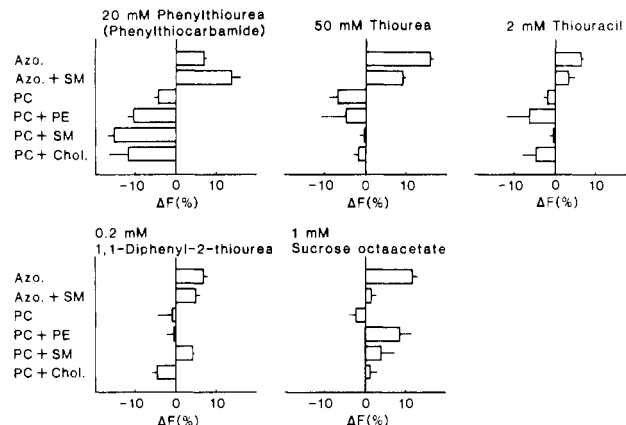 20 mM Phenylthiourea
(Phenylthiocarbamide)
50 mM Thiourea
2 mM Thiouracil
Azo.
Azo. + SM
PC
PC + PE
PC + SM
PC + Chol.
-10 0 10
ΔF(%)
-10 0 10
ΔF(%)
-10 0 10
ΔF(%)
0.2 mM
1,1-Diphenyl-2-thiourea
1 mM
Sucrose octaacetate
Azo.
Azo. + SM
PC
PC + PE
PC + SM
PC + Chol.
-10 0 10
ΔF(%)
-10 0 10
ΔF(%)